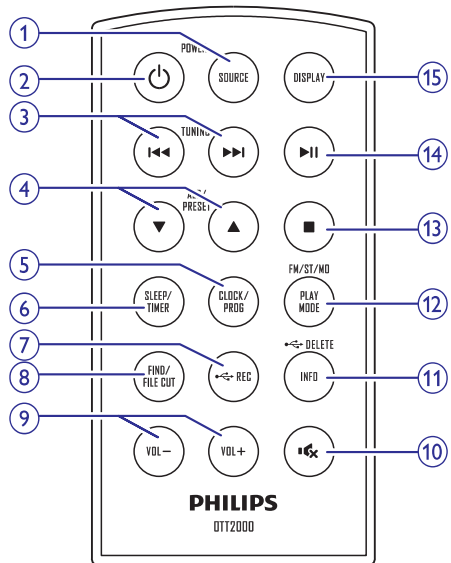 1
POWER
2
SOURCE
DISPLAY
15
3
TUNING
14
4
PRESET
13
5
FM/ST/MO
6
SLEEP/
TIMER
CLOCK/
PROG
PLAY
MODE
12
7
DELETE
8
FIND/
FILE CUT
REC
INFO
11
9
VOL-
VOL+
10
PHILIPS
OTT2000